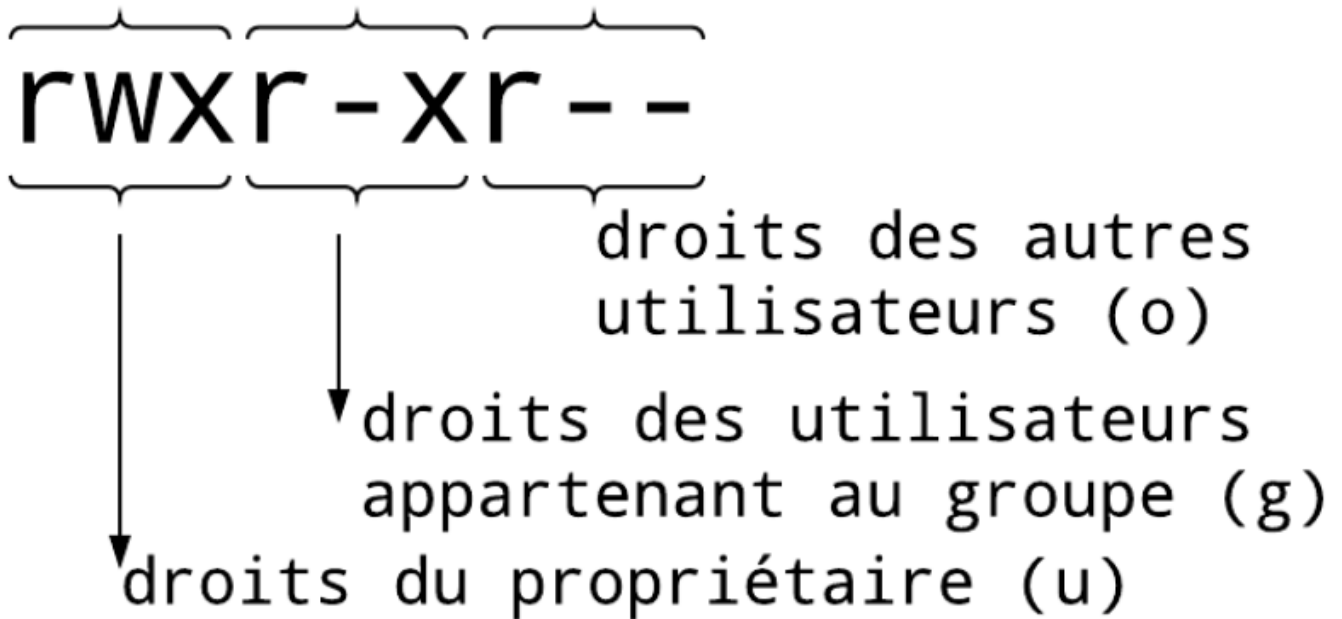 rwxr-xr--
droits des autres
utilisateurs (o)
droits des utilisateurs
appartenant au groupe (g)
droits du propriétaire (u)